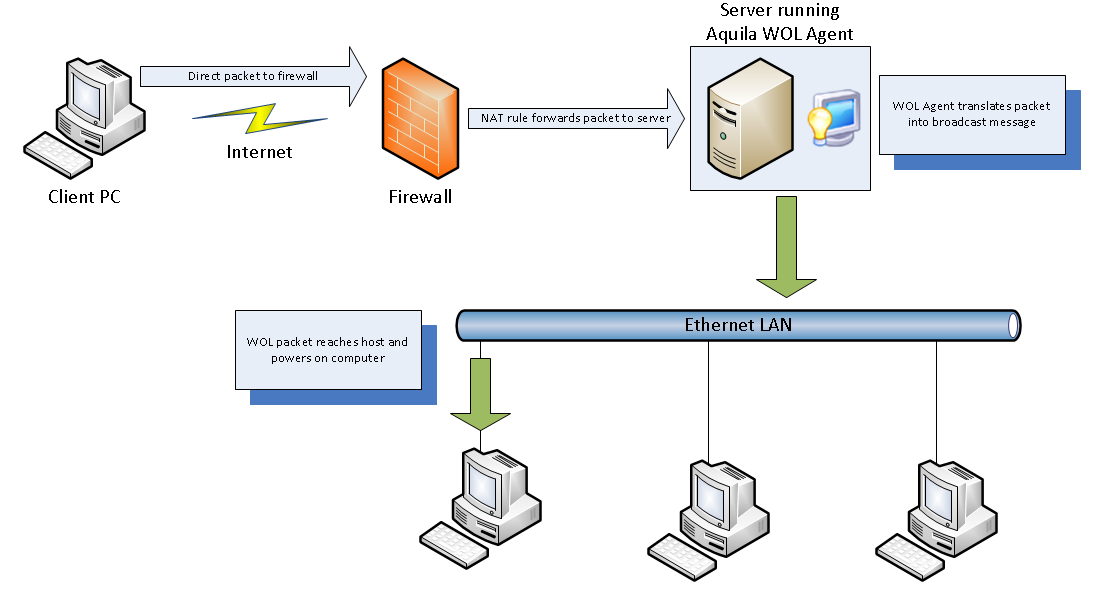 Server running
Aquila WOL Agent
Direct packet to firewall
Internet
Client PC
Firewall
NAT rule forwards packet to server
WOL Agent translates packet
into broadcast message
Ethernet LAN
WOL packet reaches host and
powers on computer